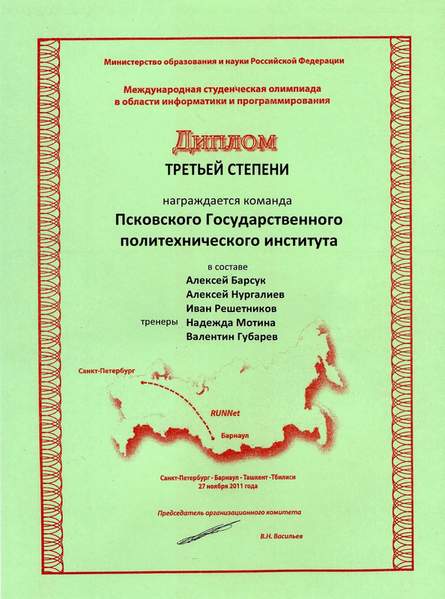 Министерство образования и науки Российской Федерации
Международная студенческая олимпиада
в области информатики и программирования
Диплом
ТРЕТЬЕЙ СТЕПЕНИ
награждается команда
Псковского Государственного
политехнического института
в составе
Алексей Барсук
Алексей Нургалиев
Иван Решетников
тренеры Надежда Мотина
Валентин Губарев
Санкт-Петербург
RUNNet
Барнаул
Санкт-Петербург - Барнаул - Ташкент -Тбилиси
27 ноября 2011 года
Председатель организационного комитета
В.Н. Васильев